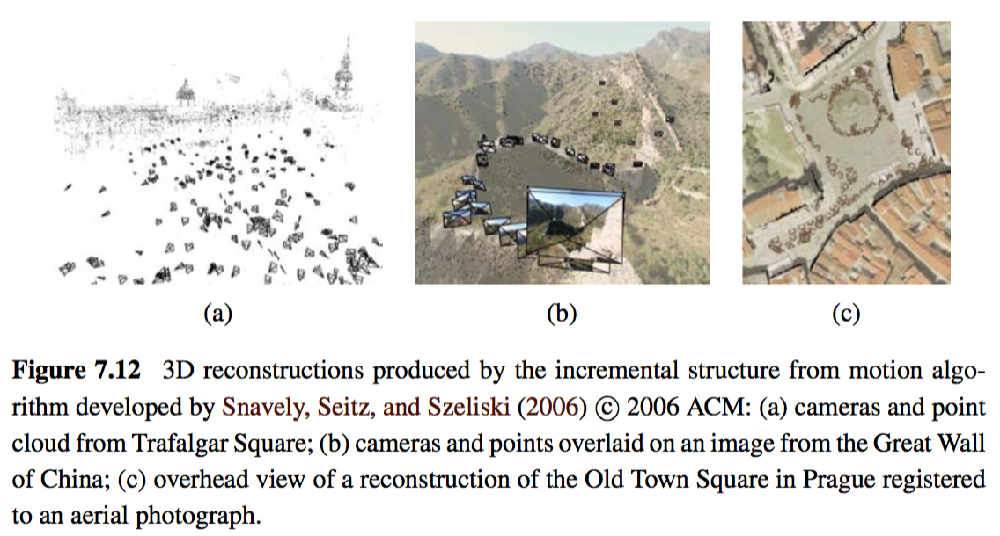 (a)
(b)
(c)
Figure 7.12 3D reconstructions produced by the incremental structure from motion algo-
rithm developed by Snavely, Seitz, and Szeliski (2006) © 2006 ACM: (a) cameras and point
cloud from Trafalgar Square; (b) cameras and points overlaid on an image from the Great Wall
of China; (c) overhead view of a reconstruction of the Old Town Square in Prague registered
to an aerial photograph.